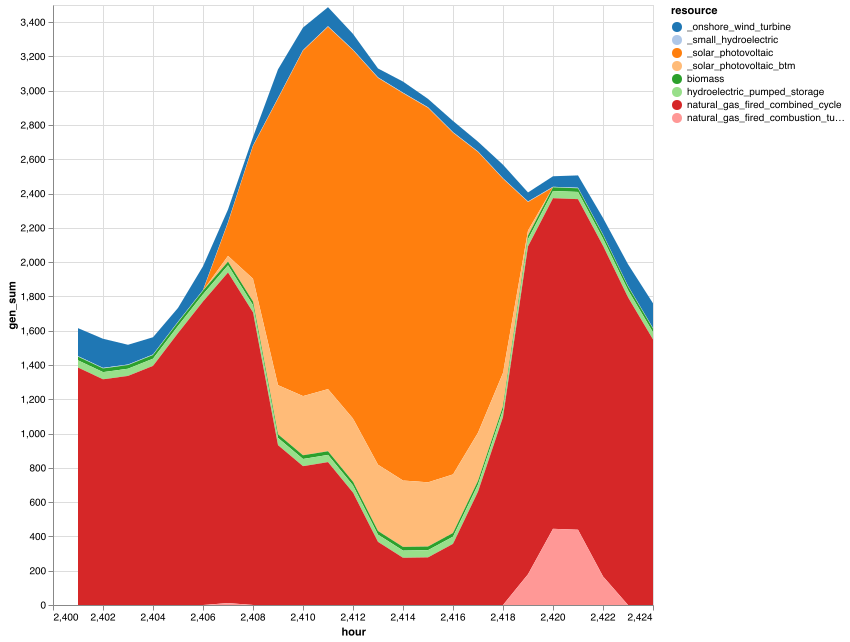 resource
_onshore_wind_turbine
_small_hydroelectric
_solar_photovoltaic
_solar_photovoltaic_btm
biomass
hydroelectric_pumped_storage
natural_gas_fired_combined_cycle
natural_gas_fired_combustion_tu…
gen_sum
3,400
3,200
3,000
2,800
2,600
2,400
2,200
2,000
1,800
1,600
1,400
1,200
1,000
800
600
400
200
0
2,400 2,402 2,404 2,406 2,408 2,410 2,412 2,414 2,416 2,418 2,420 2,422 2,424
hour